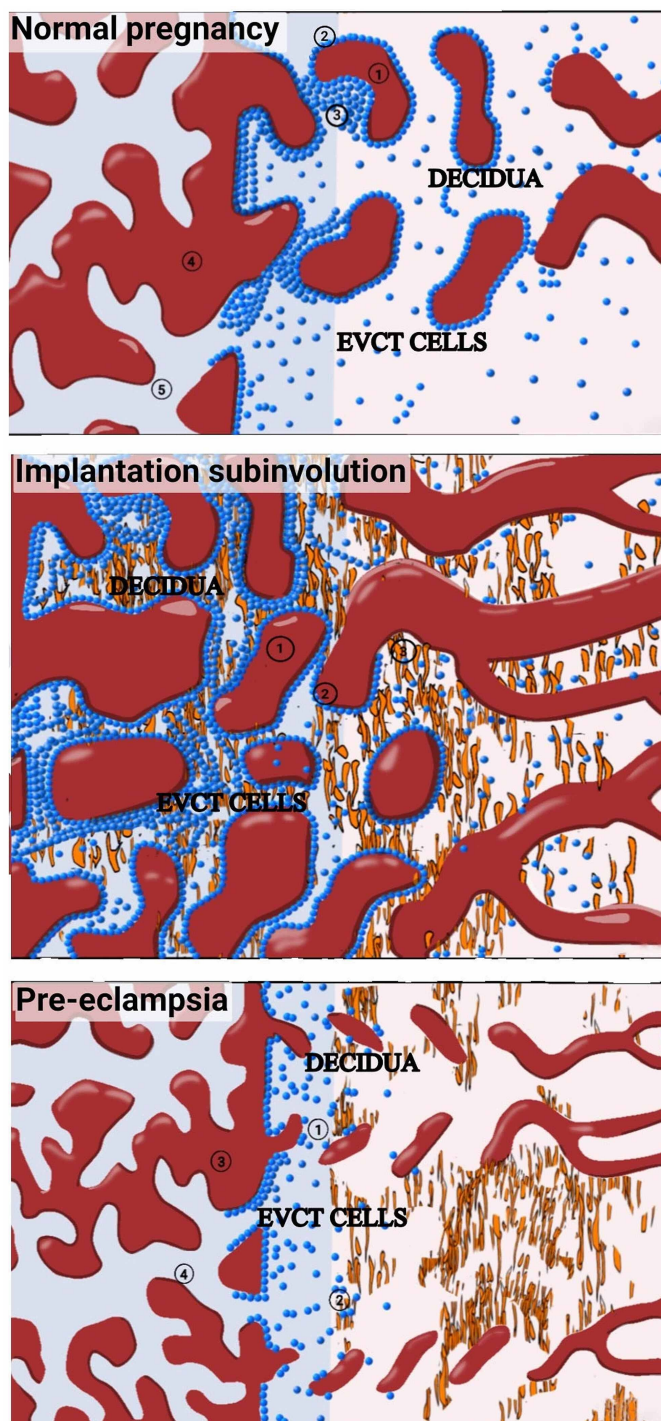 Normal pregnancy
2
1
3
DECIDUA
4
EVCT CELLS
5
Implantation subinvolution
DECIDUA
1
3
2
EVCT CELLS
Pre-eclampsia
DECIDUA
1
3
EVCT CELLS
4
2